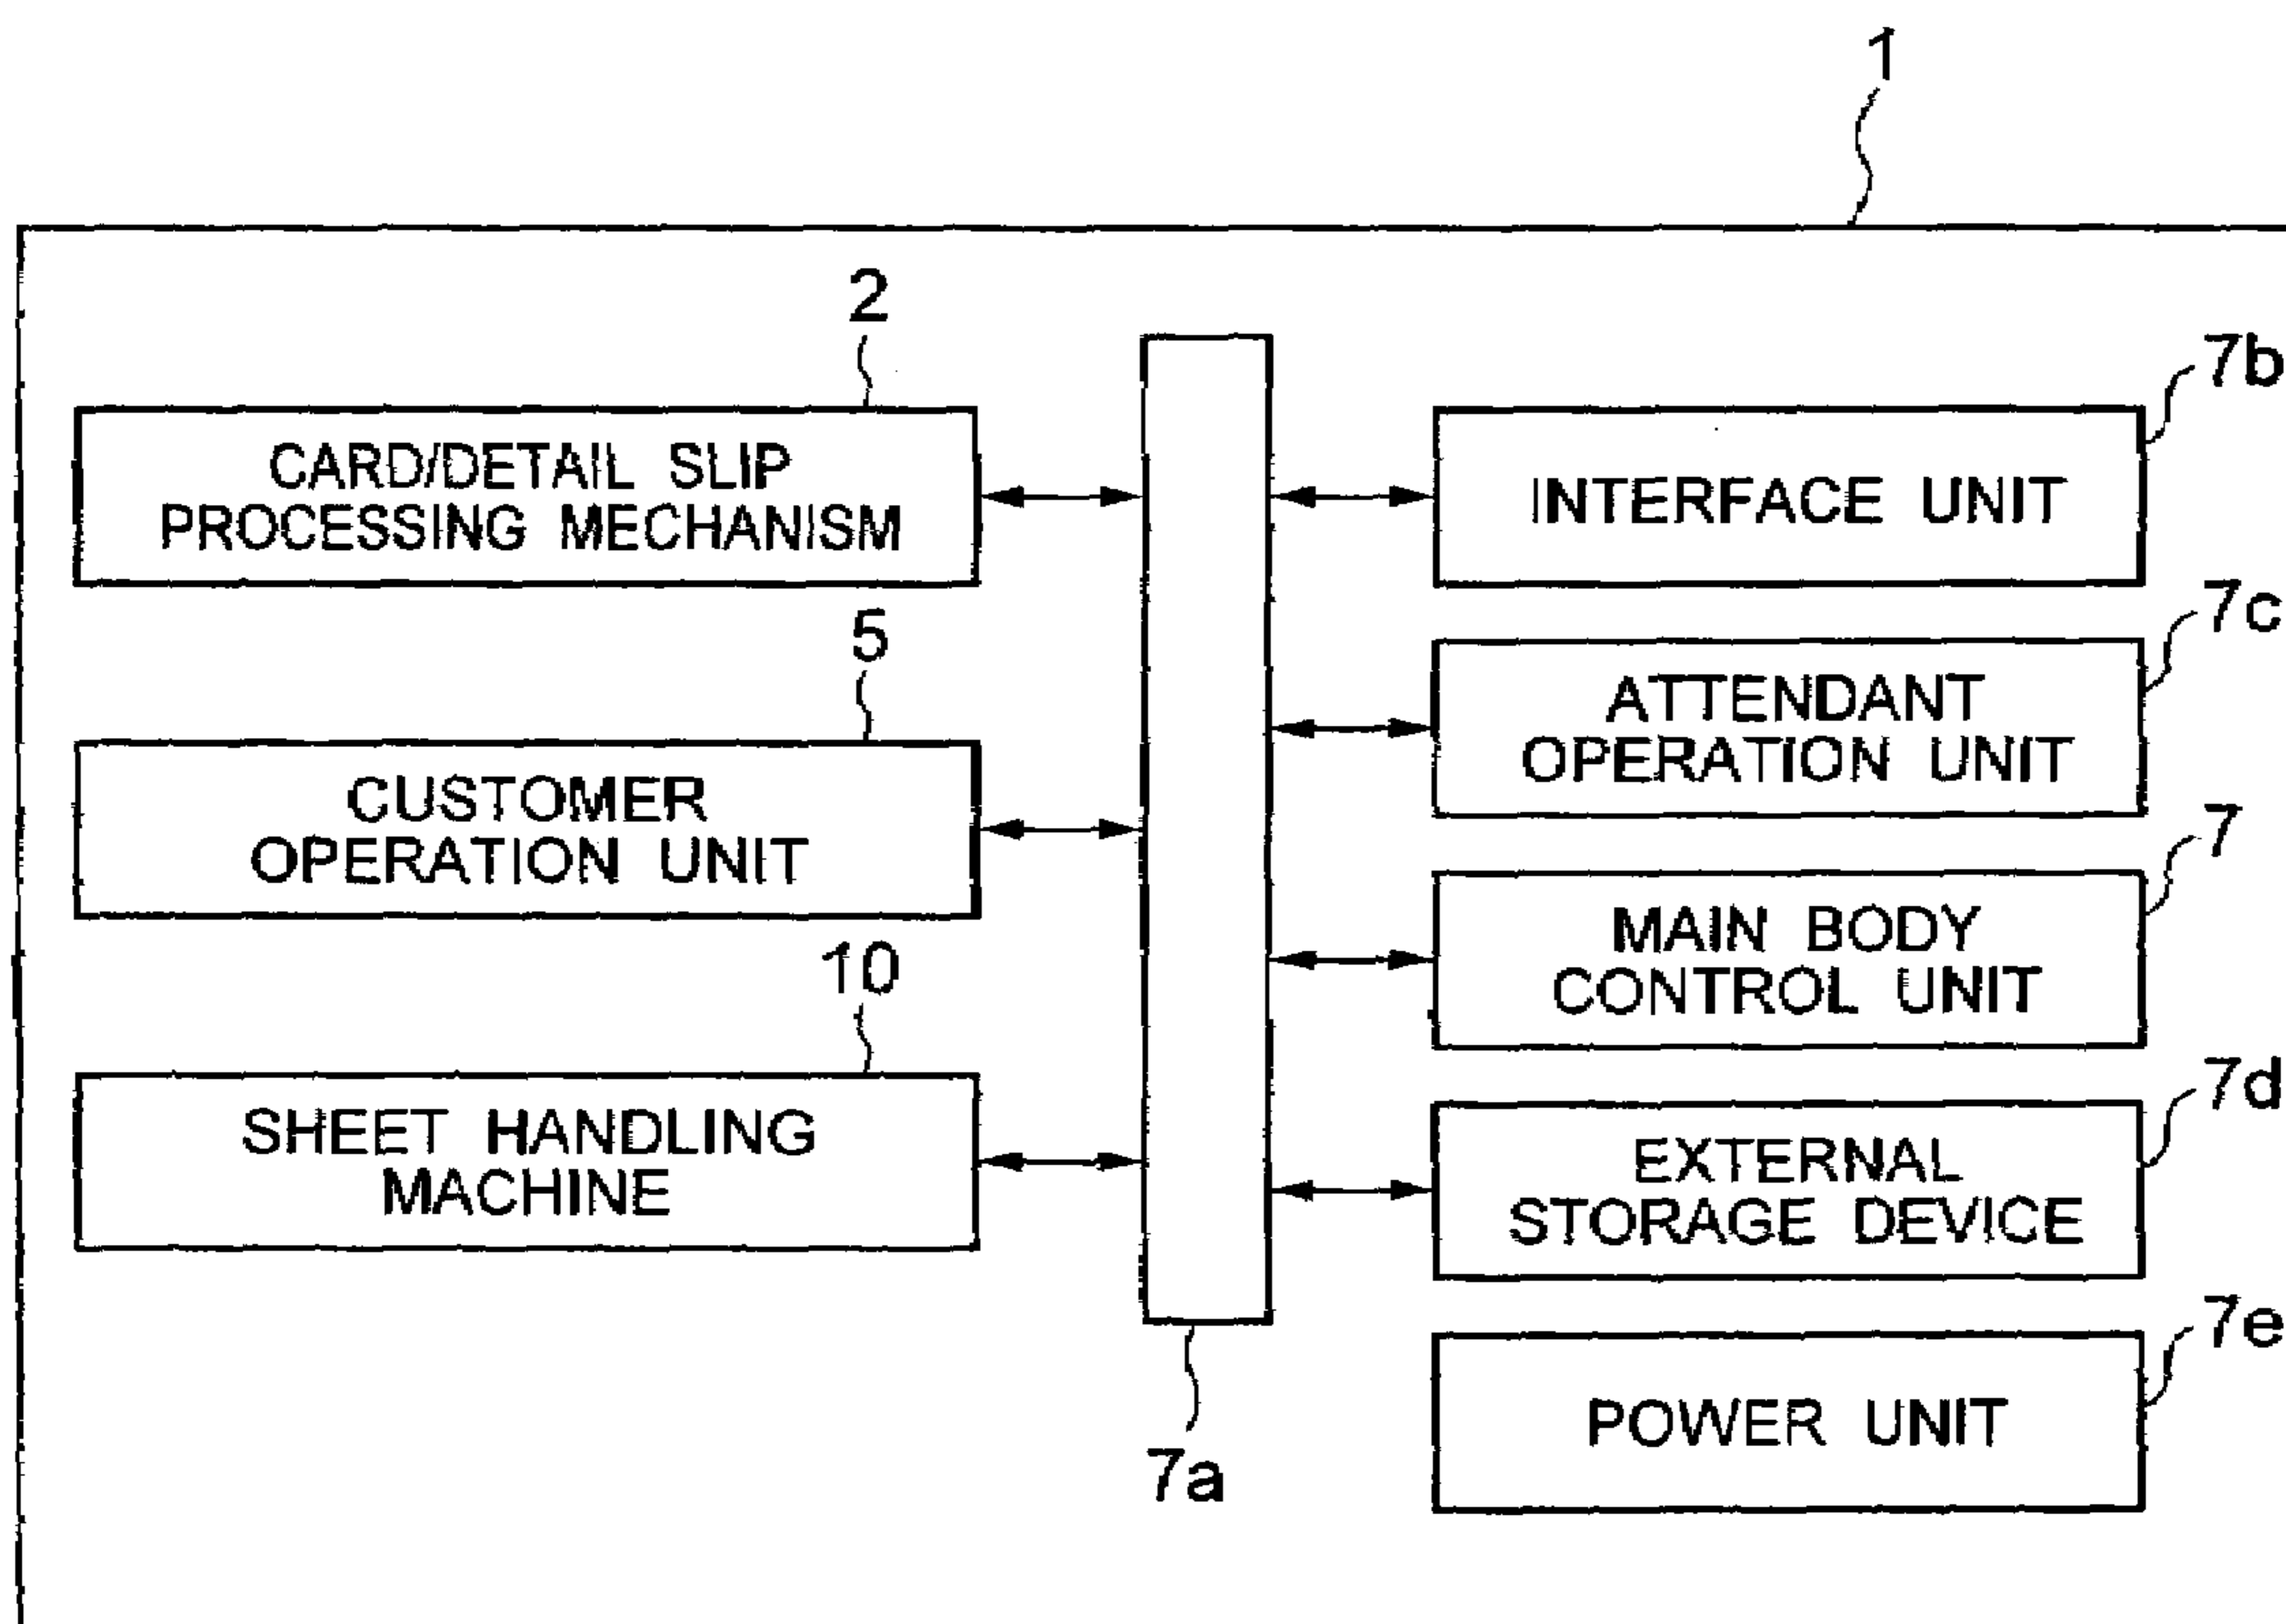 1
2
CARD/DETAIL SLIP
PROCESSING MECHANISM
5
CUSTOMER
OPERATION UNIT
10
SHEET HANDLING
MACHINE
7a
7b
INTERFACE UNIT
7c
ATTENDANT
OPERATION UNIT
7
MAIN BODY
CONTROL UNIT
7d
EXTERNAL
STORAGE DEVICE
7e
POWER UNIT